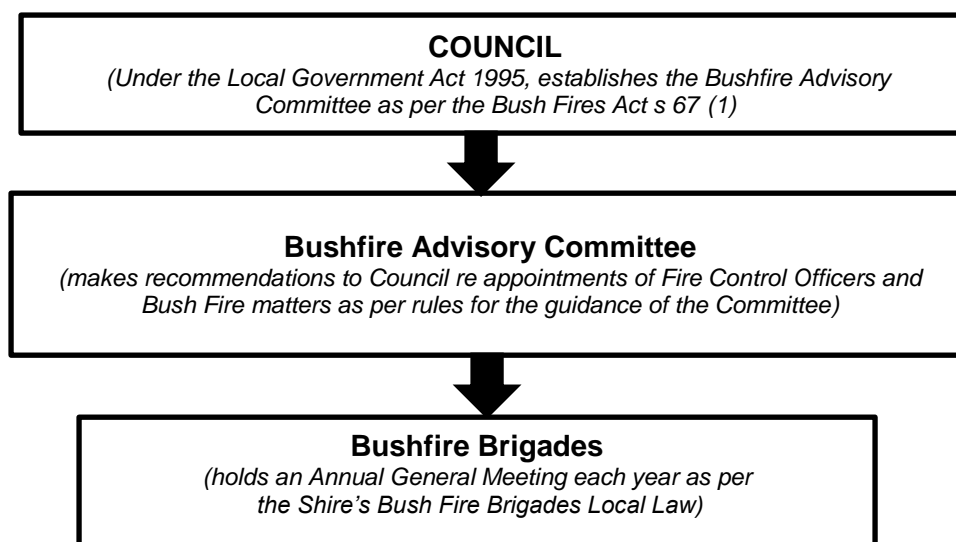 COUNCIL
(Under the Local Government Act 1995, establishes the Bushfire Advisory
Committee as per the Bush Fires Act s 67 (1)
Bushfire Advisory Committee
(makes recommendations to Council re appointments of Fire Control Officers and
Bush Fire matters as per rules for the guidance of the Committee)
Bushfire Brigades
(holds an Annual General Meeting each year as per
the Shire’s Bush Fire Brigades Local Law)